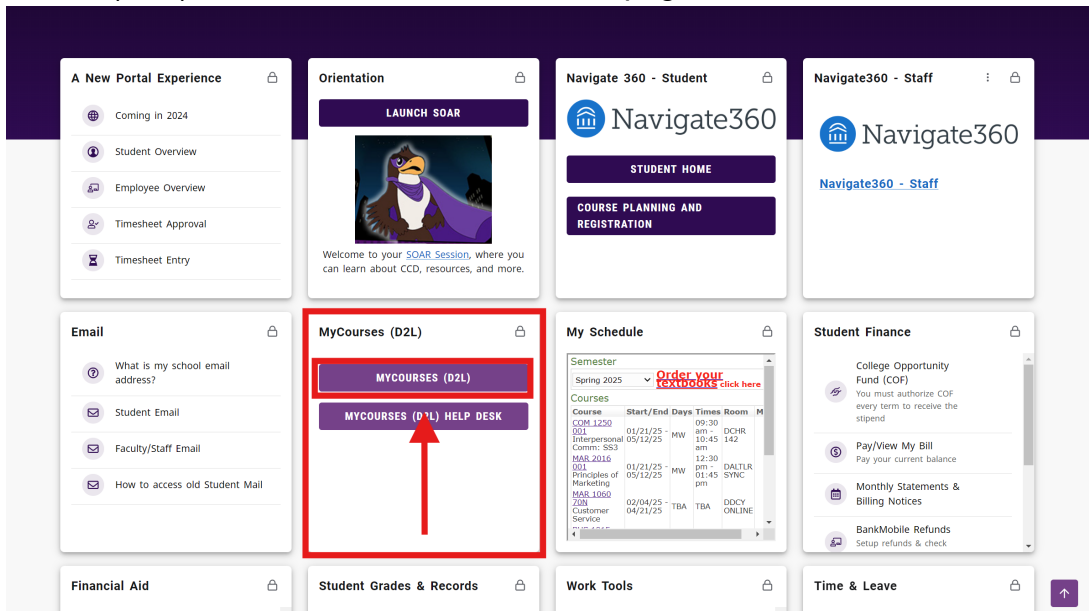 A New Portal Experience
Coming in 2024
Student Overview
Employee Overview
Timesheet Approval
Timesheet Entry
Orientation
LAUNCH SOAR
Welcome to your SOAR Session, where you
can learn about CCD, resources, and more.
Navigate 360 - Student
Navigate360
STUDENT HOME
COURSE PLANNING AND
REGISTRATION
Navigate360 - Staff
Navigate360
Navigate360 - Staff
Email
What is my school email
address?
Student Email
Faculty/Staff Email
How to access old Student Mail
MyCourses (D2L)
MYCOURSES (D2L)
MYCOURSES (D2L) HELP DESK
My Schedule
Semester
Spring 2025
Order your
textbooks click here
Courses
Course Start/End Days Times Room M
COM 1250
001
Interpersonal
Comm: SS3
01/21/25 -
05/12/25
MW
09:30
am -
10:45
am
DCHR
142
MAR 2016
001
Principles of
Marketing
01/21/25 -
05/12/25
MW
12:30
pm -
01:45
pm
DALTLR
SYNC
MAR 1060
70N
Customer
Service
02/04/25 -
04/21/25
TBA
TBA
DDCY
ONLINE
Student Finance
College Opportunity
Fund (COF)
You must authorize COF
every term to receive the
stipend
Pay/View My Bill
Pay your current balance
Monthly Statements &
Billing Notices
BankMobile Refunds
Setup refunds & check
Financial Aid
Student Grades & Records
Work Tools
Time & Leave